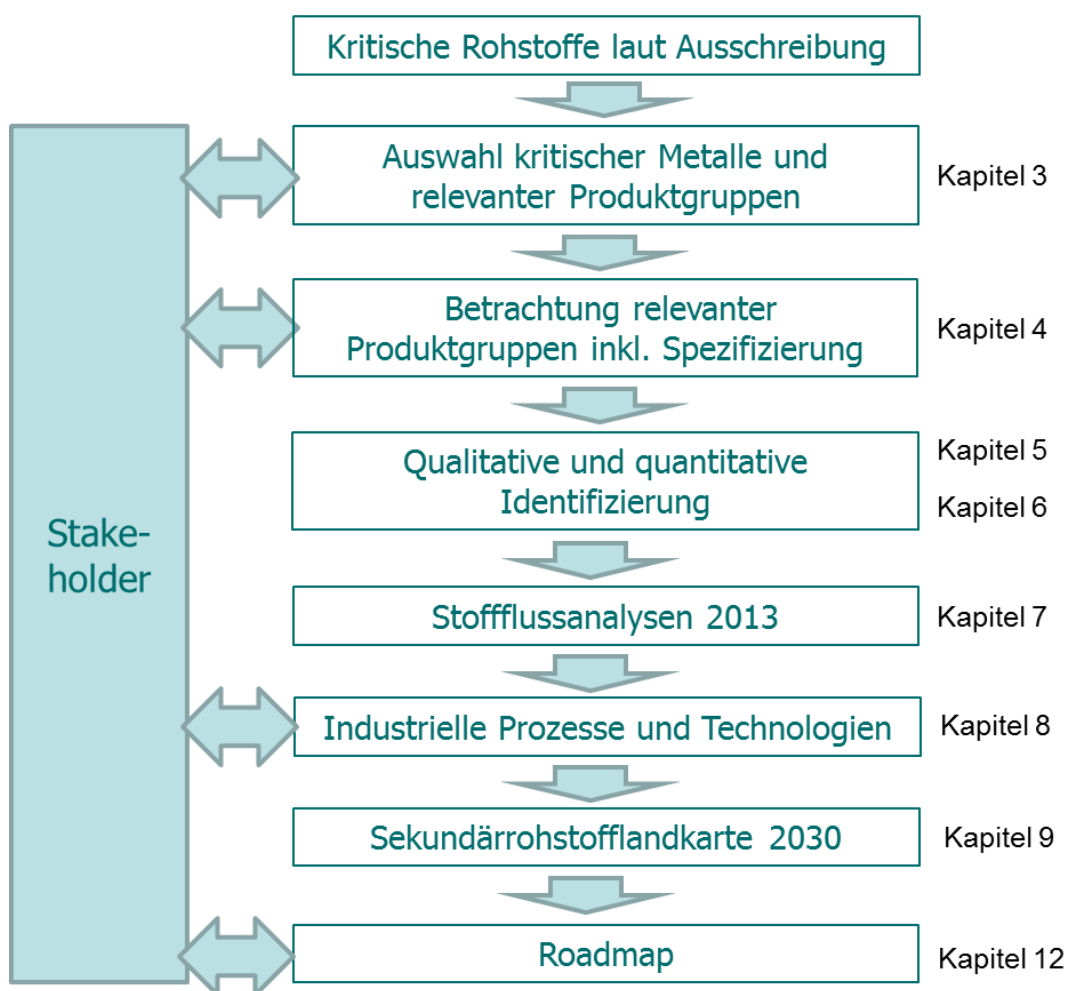 Kritische Rohstoffe laut Ausschreibung
Auswahl kritischer Metalle und
relevanter Produktgruppen
Kapitel 3
Betrachtung relevanter
Produktgruppen inkl. Spezifizierung
Kapitel 4
Qualitative und quantitative
Identifizierung
Kapitel 5
Kapitel 6
Stake-
holder
Stoffflussanalysen 2013
Kapitel 7
Industrielle Prozesse und Technologien
Kapitel 8
Sekundärrohstofflandkarte 2030
Kapitel 9
Roadmap
Kapitel 12